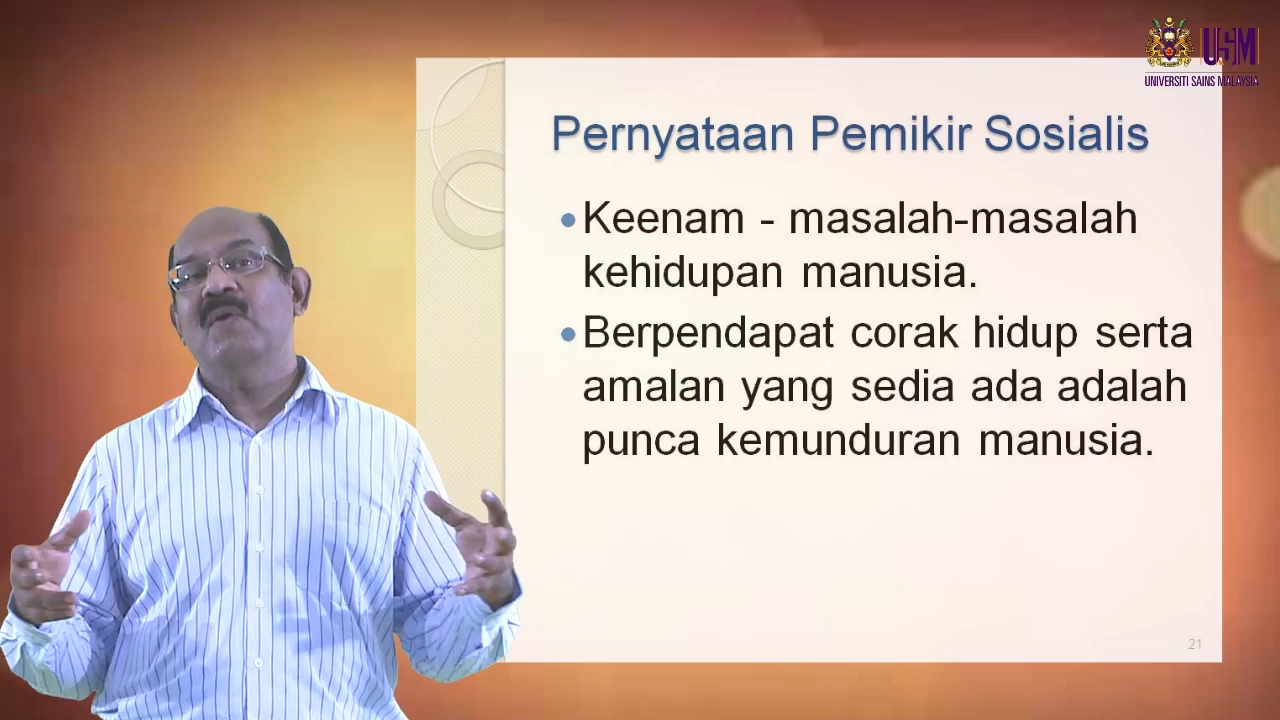 USM
UNIVERSITI SAINS MALAYSIA
Pernyataan Pemikir Sosialis
Keenam - masalah-masalah
kehidupan manusia.
Berpendapat corak hidup serta
amalan yang sedia ada adalah
punca kemunduran manusia.
21